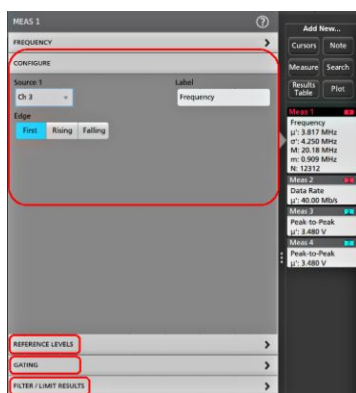 MEAS 1
?
FREQUENCY
CONFIGURE
Source 1
Label
Ch 3
Frequency
Edge
First Rising Falling
REFERENCE LEVELS
GATING
FILTER / LIMIT RESULTS
Add New...
Cursors Note
Measure Search
Results Table
Plot
Meas 1
Frequency
µ': 3.817 MHz
σ': 4.250 MHz
M: 20.18 MHz
m: 0.909 MHz
N: 12312
Meas 2
Data Rate
µ': 40.00 Mb/s
Meas 3
Peak-to-Peak
µ': 3.480 V
Meas 4
Peak-to-Peak
µ': 3.480 V